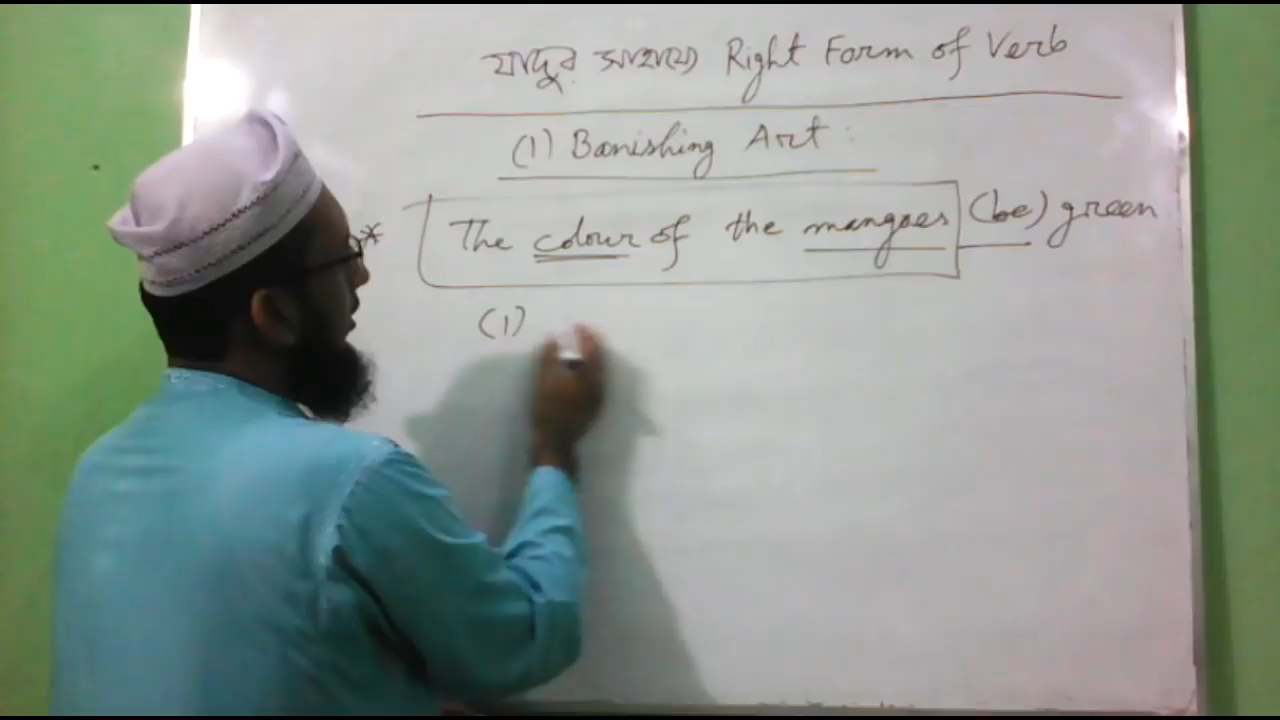 যাদুর সাহায্যে Right Form of Verb
(1) Banishing Art :
* The colour of the mangoes (be) green
(1)